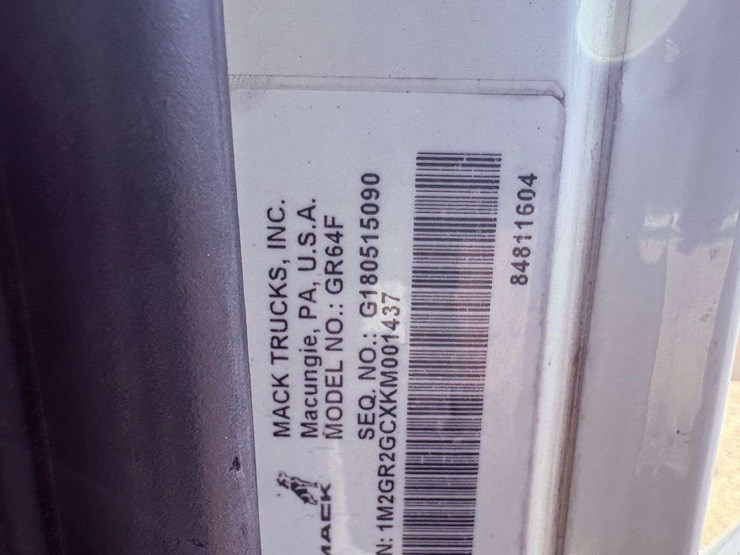 MACK
MACK TRUCKS, INC.
Macungie, PA, U.S.A.
MODEL NO.: GR64F
SEQ. NO.: G180515090
N: 1M2GR2GCXKM001437
84811604